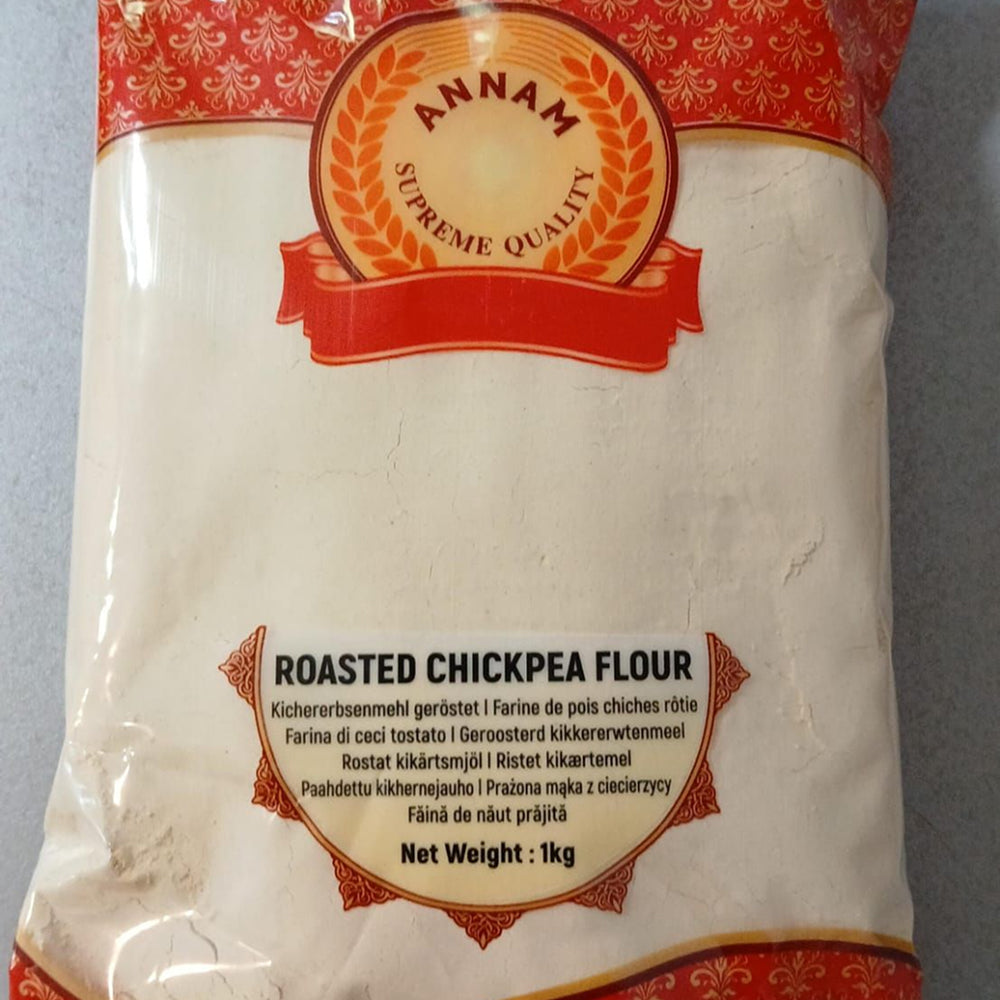 ANNAM
SUPREME QUALITY
ROASTED CHICKPEA FLOUR
Kichererbsenmehl geröstet I Farine de pois chiches rôtie
Farina di ceci tostato I Geroosterd kikkererwtenmeel
Rostat kikärtsmjöl I Ristet kikærtemel
Paahdettu kikhernejauho I Prażona mąka z ciecierzycy
Făină de năut prăjită
Net Weight : 1kg